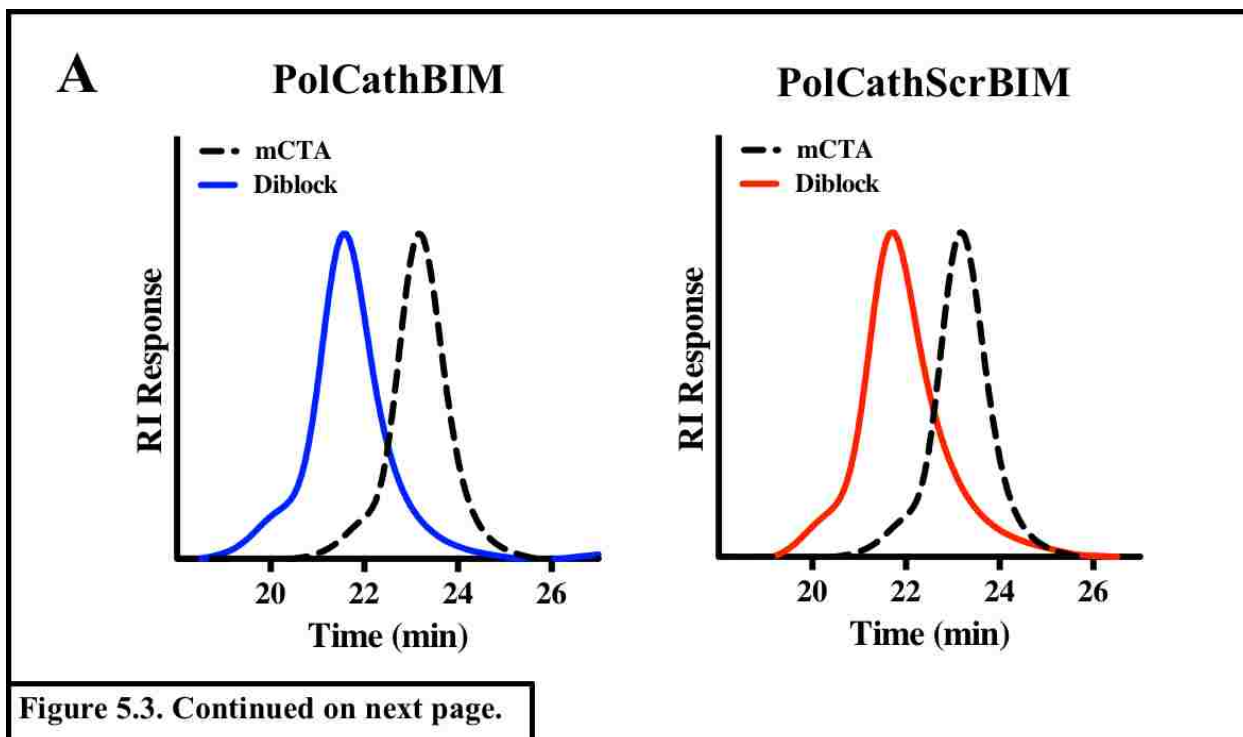 A
PolCathBIM
mCTA
Diblock
RI Response
20 22 24 26
Time (min)
PolCathScrBIM
mCTA
Diblock
RI Response
20 22 24 26
Time (min)
Figure 5.3. Continued on next page.